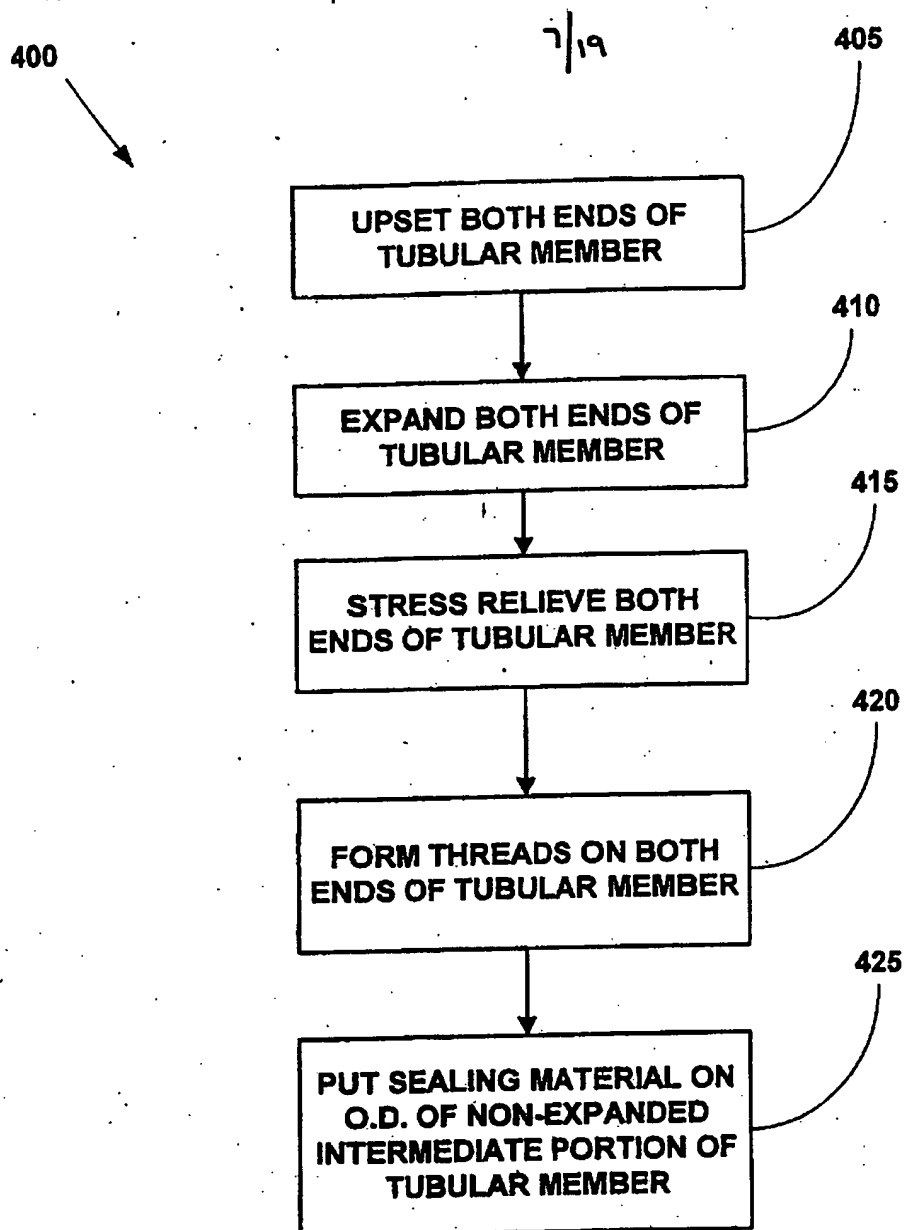 7/19
400
405
UPSET BOTH ENDS OF
TUBULAR MEMBER
410
EXPAND BOTH ENDS OF
TUBULAR MEMBER
415
STRESS RELIEVE BOTH
ENDS OF TUBULAR MEMBER
420
FORM THREADS ON BOTH
ENDS OF TUBULAR MEMBER
425
PUT SEALING MATERIAL ON
O.D. OF NON-EXPANDED
INTERMEDIATE PORTION OF
TUBULAR MEMBER